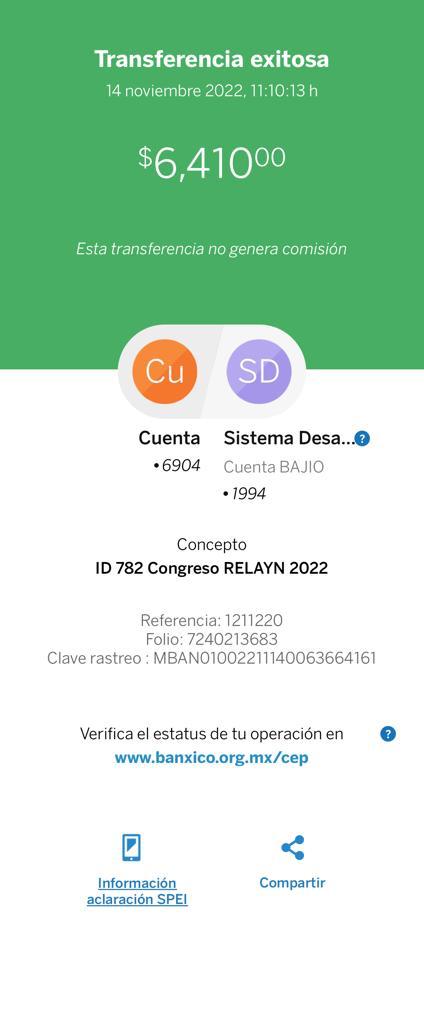 Transferencia exitosa
14 noviembre 2022, 11:10:13 h
$6,410⁰⁰
Esta transferencia no genera comisión
Cu SD
Cuenta Sistema Desa...?
•6904 Cuenta BAJIO
•1994
Concepto
ID 782 Congreso RELAYN 2022
Referencia: 1211220
Folio: 7240213683
Clave rastreo : MBAN01002211140063664161
Verifica el estatus de tu operación en ?
www.banxico.org.mx/cep
Información Compartir
aclaración SPEI